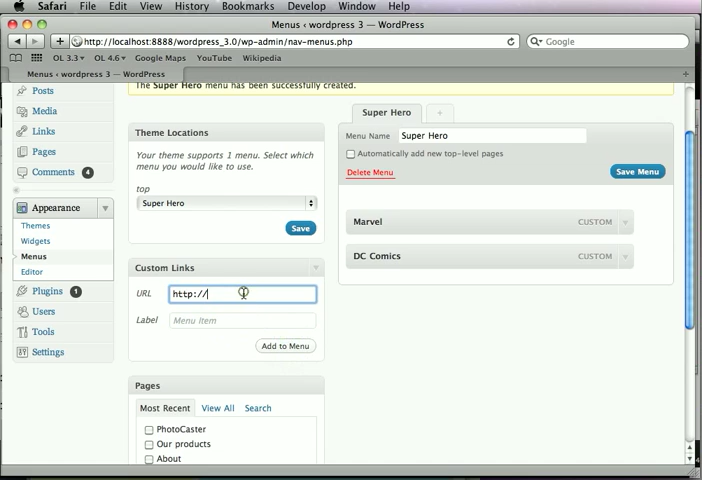 Safari File Edit View History Bookmarks Develop Window Help
Menus ‹ wordpress 3 — WordPress
http://localhost:8888/wordpress_3.0/wp-admin/nav-menus.php
Google
OL 3.3 OL 4.6 Google Maps YouTube Wikipedia
Menus ‹ wordpress 3 — WordPress
The Super Hero menu has been successfully created.
Posts
Media
Links
Pages
Comments 4
Appearance
Themes
Widgets
Menus
Editor
Plugins 1
Users
Tools
Settings
Theme Locations
Your theme supports 1 menu. Select which
menu you would like to use.
top
Super Hero
Save
Custom Links
URL http://
Label Menu Item
Add to Menu
Pages
Most Recent View All Search
PhotoCaster
Our products
About
Super Hero +
Menu Name Super Hero
Automatically add new top-level pages
Delete Menu Save Menu
Marvel CUSTOM
DC Comics CUSTOM